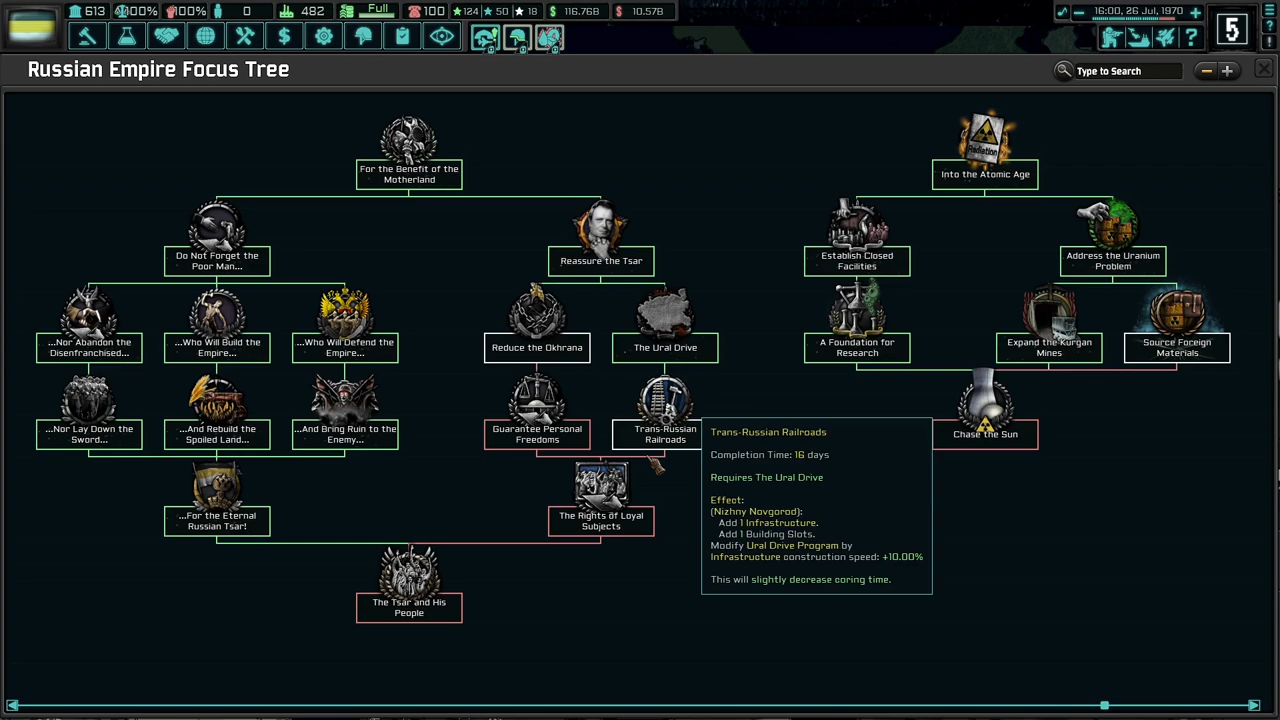 613 100% 100% 0 482 Full 100 124 50 18 $ 116.76B $ 10.57B 16:00, 26 Jul, 1970
5
Russian Empire Focus Tree
Type to Search
For the Benefit of the
Motherland
Radiation
Into the Atomic Age
Do Not Forget the
Poor Man...
Reassure the Tsar
Establish Closed
Facilities
Address the Uranium
Problem
...Nor Abandon the
Disenfranchised...
...Who Will Build the
Empire...
...Who Will Defend the
Empire...
Reduce the Okhrana
The Ural Drive
A Foundation for
Research
Expand the Kurgan
Mines
Source Foreign
Materials
...Nor Lay Down the
Sword...
...And Rebuild the
Spoiled Land...
...And Bring Ruin to the
Enemy...
Guarantee Personal
Freedoms
Trans-Russian
Railroads
Chase the Sun
Trans-Russian Railroads
Completion Time: 16 days
Requires The Ural Drive
Effect:
(Nizhny Novgorod):
Add 1 Infrastructure.
Add 1 Building Slots.
Modify Ural Drive Program by
Infrastructure construction speed: +10.00%
This will slightly decrease coring time.
...For the Eternal
Russian Tsar!
The Rights of Loyal
Subjects
The Tsar and His
People